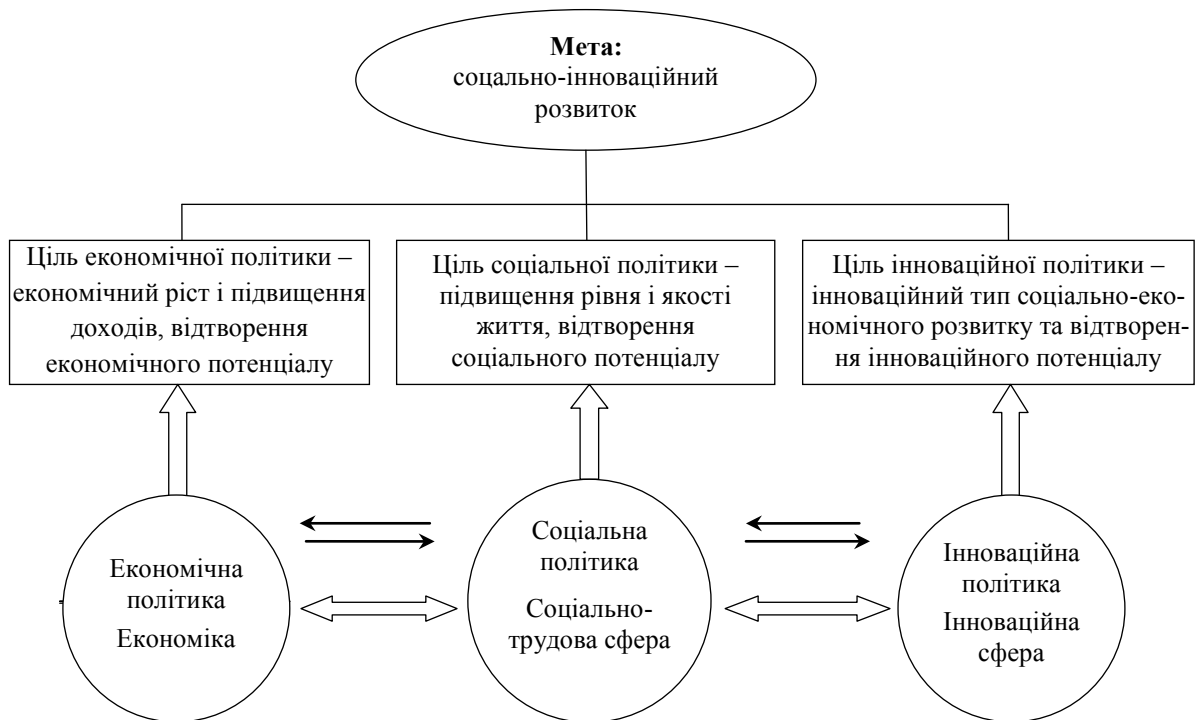 Мета:
соцально-інноваційний
розвиток
Ціль економічної політики –
економічний ріст і підвищення
доходів, відтворення
економічного потенціалу
Ціль соціальної політики –
підвищення рівня і якості
життя, відтворення
соціального потенціалу
Ціль інноваційної політики –
інноваційний тип соціально-еко-
номічного розвитку та відтворен-
ня інноваційного потенціалу
Економічна
політика
Економіка
Соціальна
політика
Соціально-
трудова сфера
Інноваційна
політика
Інноваційна
сфера